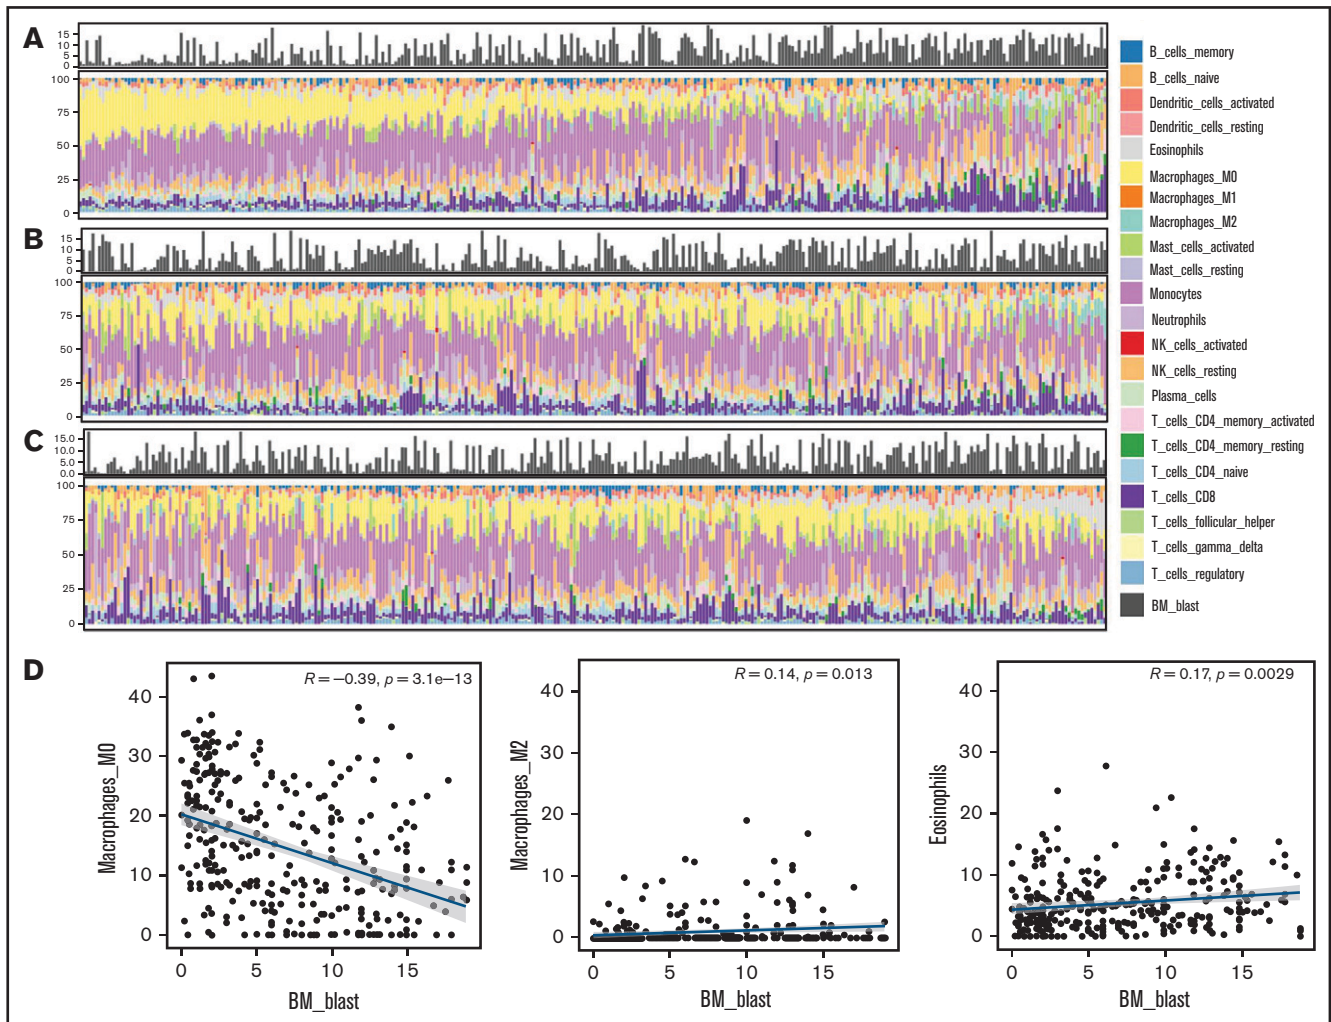 A
15
10
5
0
100
75
50
25
0
B
15
10
5
0
100
75
50
25
0
C
15.0
10.0
5.0
0.0
100
75
50
25
0
B_cells_memory
B_cells_naive
Dendritic_cells_activated
Dendritic_cells_resting
Eosinophils
Macrophages_M0
Macrophages_M1
Macrophages_M2
Mast_cells_activated
Mast_cells_resting
Monocytes
Neutrophils
NK_cells_activated
NK_cells_resting
Plasma_cells
T_cells_CD4_memory_activated
T_cells_CD4_memory_resting
T_cells_CD4_naive
T_cells_CD8
T_cells_follicular_helper
T_cells_gamma_delta
T_cells_regulatory
BM_blast
D
R = −0.39, p = 3.1e−13
Macrophages_M0
40
30
20
10
0
0 5 10 15
BM_blast
R = 0.14, p = 0.013
Macrophages_M2
40
30
20
10
0
0 5 10 15
BM_blast
R = 0.17, p = 0.0029
Eosinophils
40
30
20
10
0
0 5 10 15
BM_blast